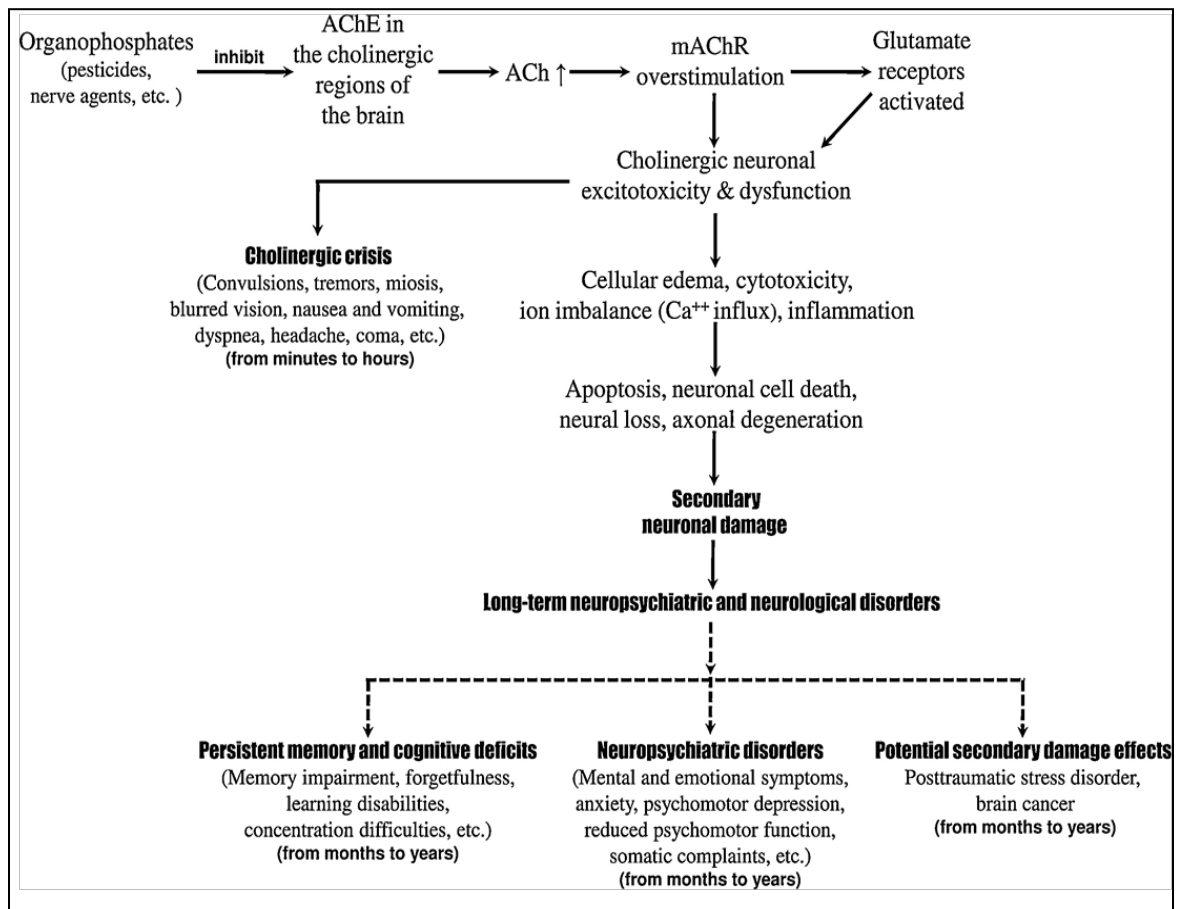 Organophosphates
(pesticides,
nerve agents, etc. )
inhibit
AChE in
the cholinergic
regions of
the brain
ACh ↑
mAChR
overstimulation
Glutamate
receptors
activated
Cholinergic neuronal
excitotoxicity & dysfunction
Cholinergic crisis
(Convulsions, tremors, miosis,
blurred vision, nausea and vomiting,
dyspnea, headache, coma, etc.)
(from minutes to hours)
Cellular edema, cytotoxicity,
ion imbalance (Ca⁺⁺ influx), inflammation
Apoptosis, neuronal cell death,
neural loss, axonal degeneration
Secondary
neuronal damage
Long-term neuropsychiatric and neurological disorders
Persistent memory and cognitive deficits
(Memory impairment, forgetfulness,
learning disabilities,
concentration difficulties, etc.)
(from months to years)
Neuropsychiatric disorders
(Mental and emotional symptoms,
anxiety, psychomotor depression,
reduced psychomotor function,
somatic complaints, etc.)
(from months to years)
Potential secondary damage effects
Posttraumatic stress disorder,
brain cancer
(from months to years)